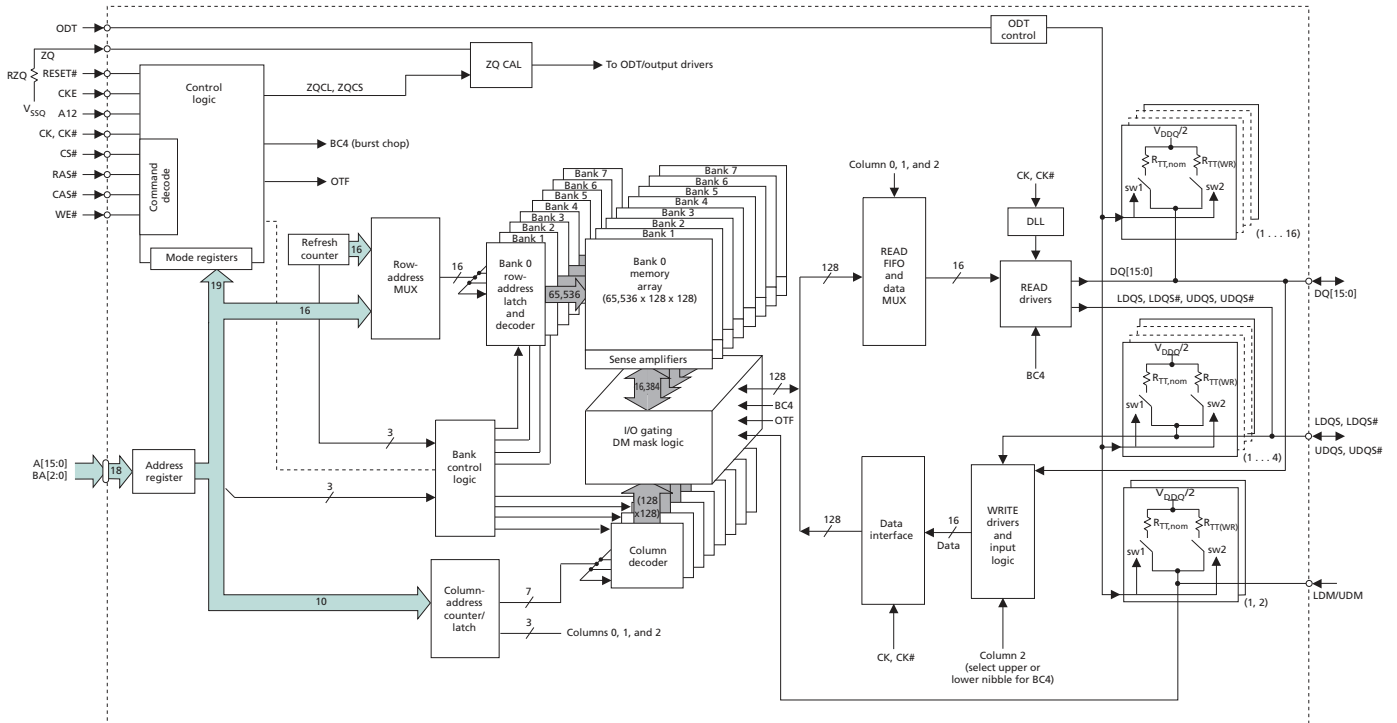 ODT
ODT
control
ZQ
RZQ
VSSQ
RESET#
CKE
A12
CK, CK#
CS#
RAS#
CAS#
WE#
Control
logic
Command
decode
Mode registers
ZQCL, ZQCS
ZQ CAL
To ODT/output drivers
BC4 (burst chop)
OTF
Refresh
counter
16
19
16
Row-
address
MUX
16
Bank 7
Bank 6
Bank 5
Bank 4
Bank 3
Bank 2
Bank 1
Bank 0
row-
address
latch
and
decoder
65,536
Bank 7
Bank 6
Bank 5
Bank 4
Bank 3
Bank 2
Bank 1
Bank 0
memory
array
(65,536 x 128 x 128)
Sense amplifiers
16,384
I/O gating
DM mask logic
128
BC4
OTF
(128
x128)
Column
decoder
3
3
Bank
control
logic
A[15:0]
BA[2:0]
18
Address
register
10
Column-
address
counter/
latch
7
3
Columns 0, 1, and 2
Column 0, 1, and 2
128
READ
FIFO
and
data
MUX
16
CK, CK#
DLL
READ
drivers
BC4
DQ[15:0]
LDQS, LDQS#, UDQS, UDQS#
128
Data
interface
CK, CK#
16
Data
WRITE
drivers
and
input
logic
Column 2
(select upper or
lower nibble for BC4)
VDDQ/2
RTT,nom
RTT(WR)
sw1
sw2
(1 . . . 16)
DQ[15:0]
VDDQ/2
RTT,nom
RTT(WR)
sw1
sw2
(1 . . . 4)
LDQS, LDQS#
UDQS, UDQS#
VDDQ/2
RTT,nom
RTT(WR)
sw1
sw2
(1, 2)
LDM/UDM